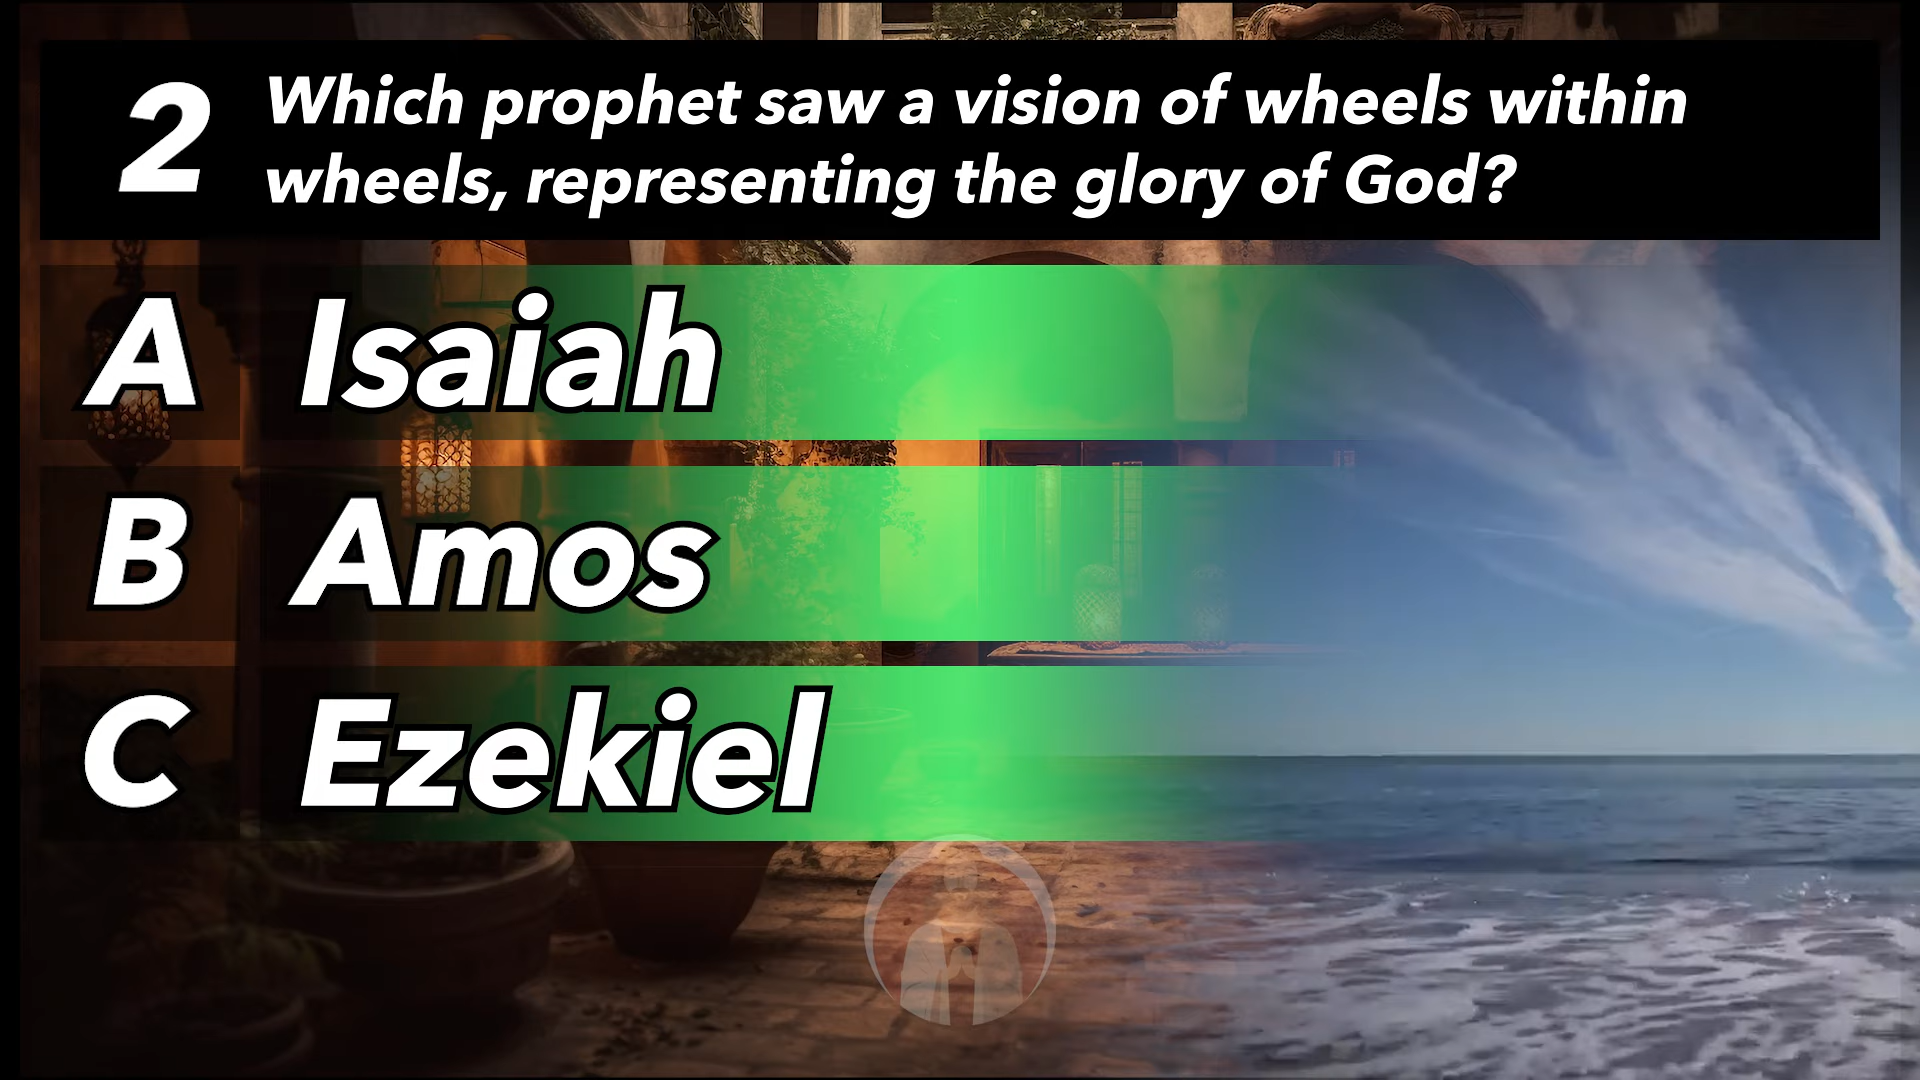 2
Which prophet saw a vision of wheels within
wheels, representing the glory of God?
A Isaiah
B Amos
C Ezekiel